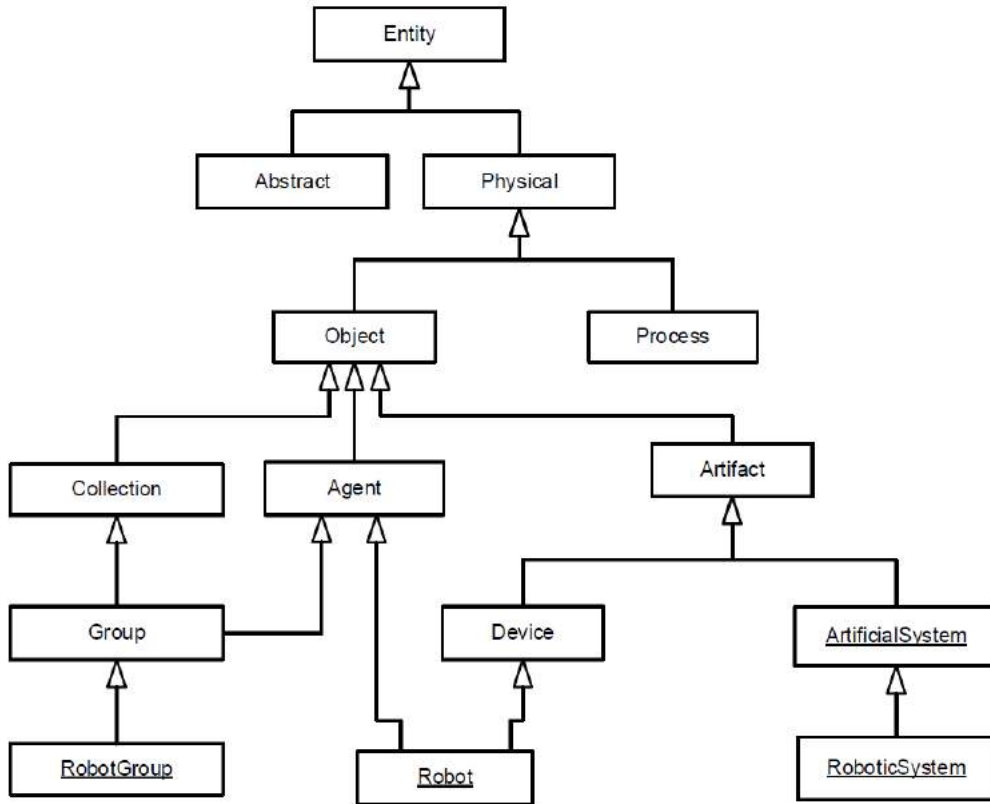 Entity
Abstract
Physical
Object
Process
Collection
Agent
Artifact
Group
Device
ArtificialSystem
RobotGroup
Robot
RoboticSystem